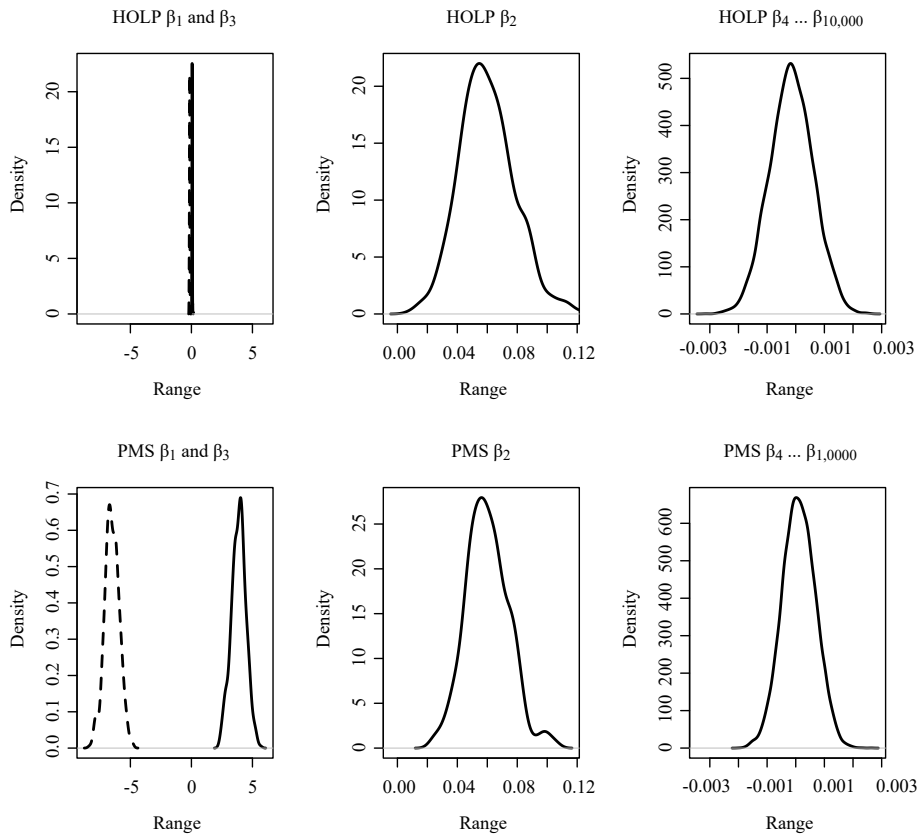 HOLP β1 and β3
HOLP β2
HOLP β4 ... β10,000
Density
20
15
10
5
0
-5 0 5
Range
Density
20
15
10
5
0
0.00 0.04 0.08 0.12
Range
Density
500
400
300
200
100
0
-0.003 -0.001 0.001 0.003
Range
PMS β1 and β3
PMS β2
PMS β4 ... β1,0000
Density
0.7
0.6
0.5
0.4
0.3
0.2
0.1
0.0
-5 0 5
Range
Density
25
20
15
10
5
0
0.00 0.04 0.08 0.12
Range
Density
600
500
400
300
200
100
0
-0.003 -0.001 0.001 0.003
Range